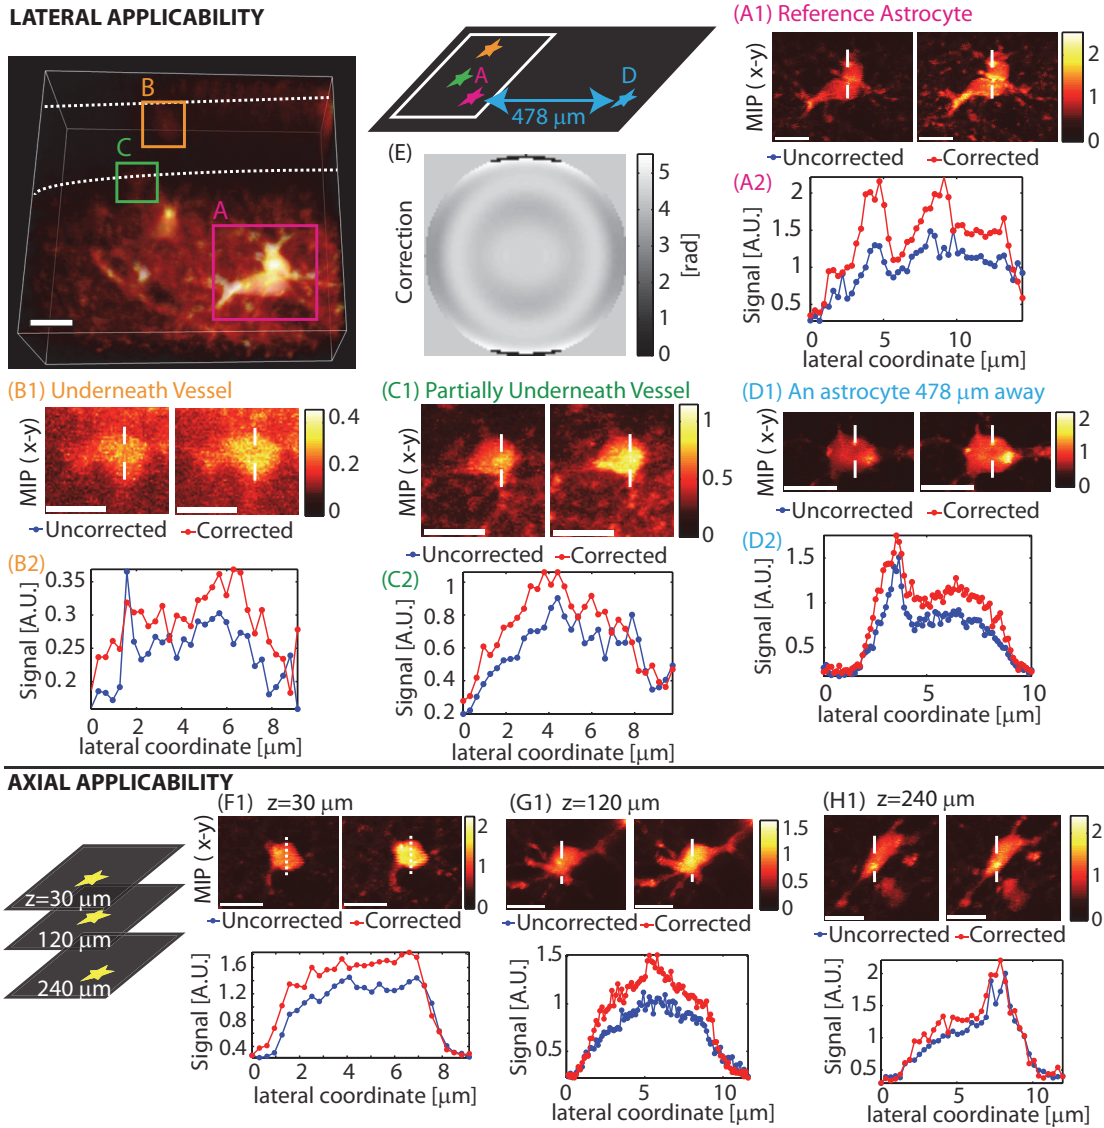 LATERAL APPLICABILITY
B
C
A
A
D
478 μm
(E)
Correction
5
4
3
2
1
0
[rad]
(A1) Reference Astrocyte
MIP ( x-y)
2
1
0
Uncorrected Corrected
(A2)
Signal [A.U.]
2
1.5
1
0.5
0 5 10
lateral coordinate [μm]
(B1) Underneath Vessel
MIP ( x-y)
0.4
0.2
0
Uncorrected Corrected
(B2)
Signal [A.U.]
0.35
0.3
0.25
0.2
0 2 4 6 8
lateral coordinate [μm]
(C1) Partially Underneath Vessel
MIP ( x-y)
1
0.5
0
Uncorrected Corrected
(C2)
Signal [A.U.]
1
0.8
0.6
0.4
0.2
0 2 4 6 8
lateral coordinate [μm]
(D1) An astrocyte 478 μm away
MIP ( x-y)
2
1
0
Uncorrected Corrected
(D2)
Signal [A.U.]
1.5
1
0.5
0 5 10
lateral coordinate [μm]
AXIAL APPLICABILITY
z=30 μm
120 μm
240 μm
(F1) z=30 μm
MIP ( x-y)
2
1
0
Uncorrected Corrected
Signal [A.U.]
1.6
1.2
0.8
0.4
0 2 4 6 8
lateral coordinate [μm]
(G1) z=120 μm
1.5
1.0
0.5
0
Uncorrected Corrected
Signal [A.U.]
1.5
1
0.5
0 5 10
lateral coordinate [μm]
(H1) z=240 μm
2
1
0
Uncorrected Corrected
Signal [A.U.]
2
1.5
1
0.5
0 5 10
lateral coordinate [μm]